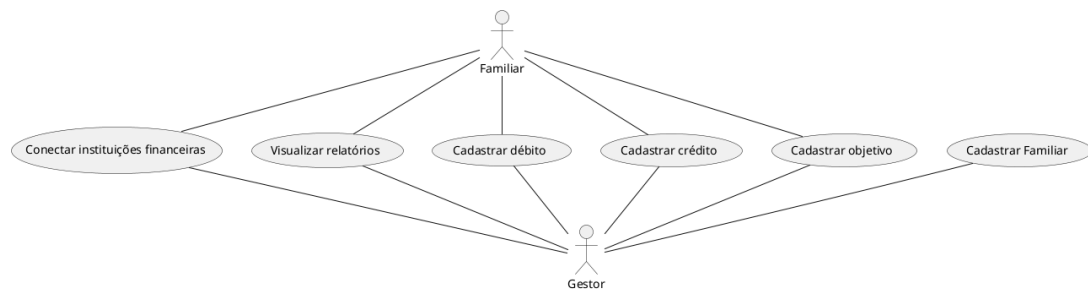 Familiar
Conectar instituições financeiras
Visualizar relatórios
Cadastrar débito
Cadastrar crédito
Cadastrar objetivo
Cadastrar Familiar
Gestor